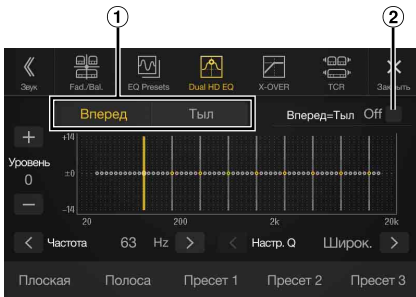 1 2
Звук Fad./Bal. EQ Presets Dual HD EQ X-OVER TCR Закрыть
Вперед Тыл Вперед=Тыл Off
+14
Уровень
0 ±0
-14
20 200 2k 20k
Частота 63 Hz Настр. Q Широк.
Плоская Полоса Пресет 1 Пресет 2 Пресет 3